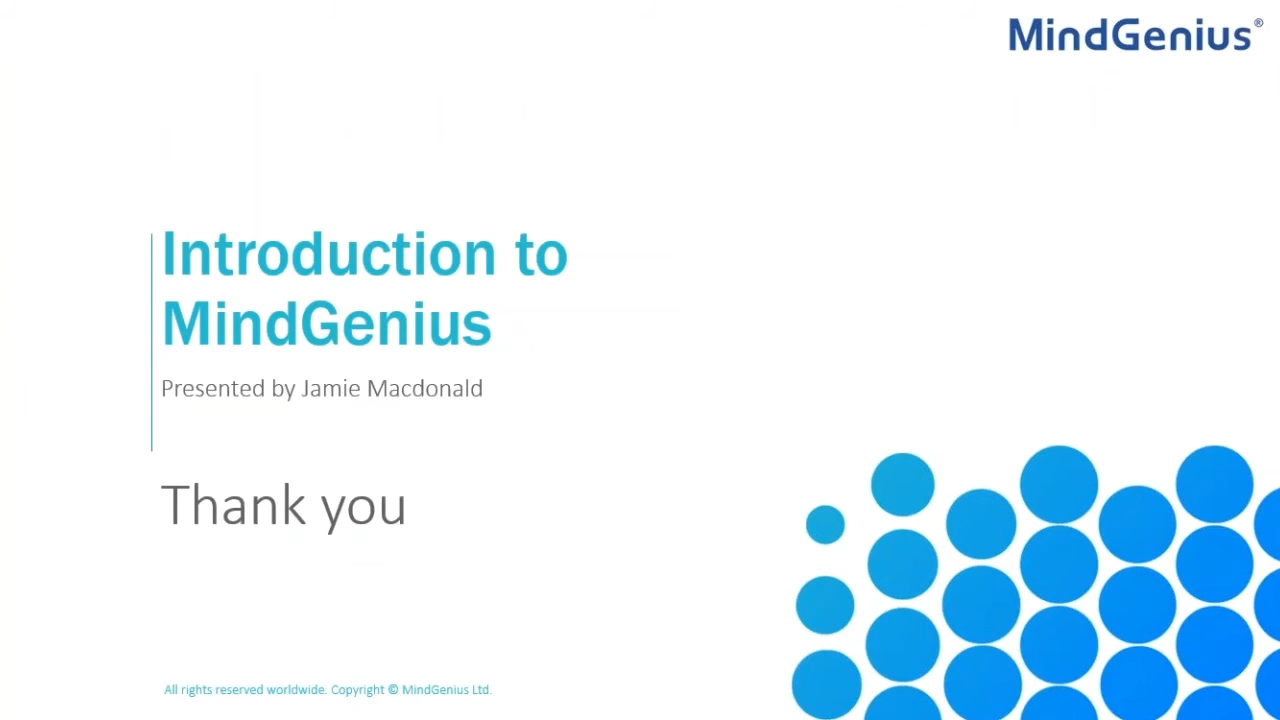 MindGenius®
Introduction to
MindGenius
Presented by Jamie Macdonald
Thank you
All rights reserved worldwide. Copyright © MindGenius Ltd.